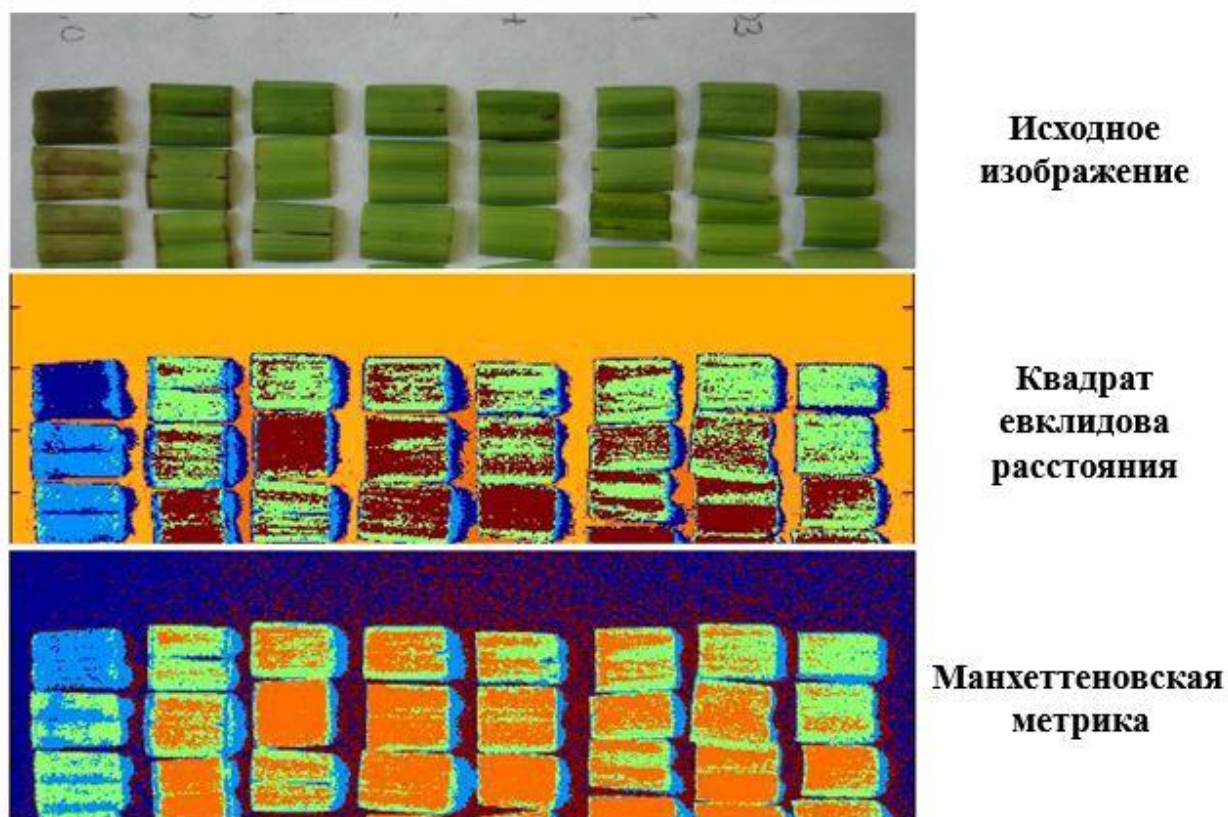 Исходное
изображение
Квадрат
евклидова
расстояния
Манхеттеновская
метрика